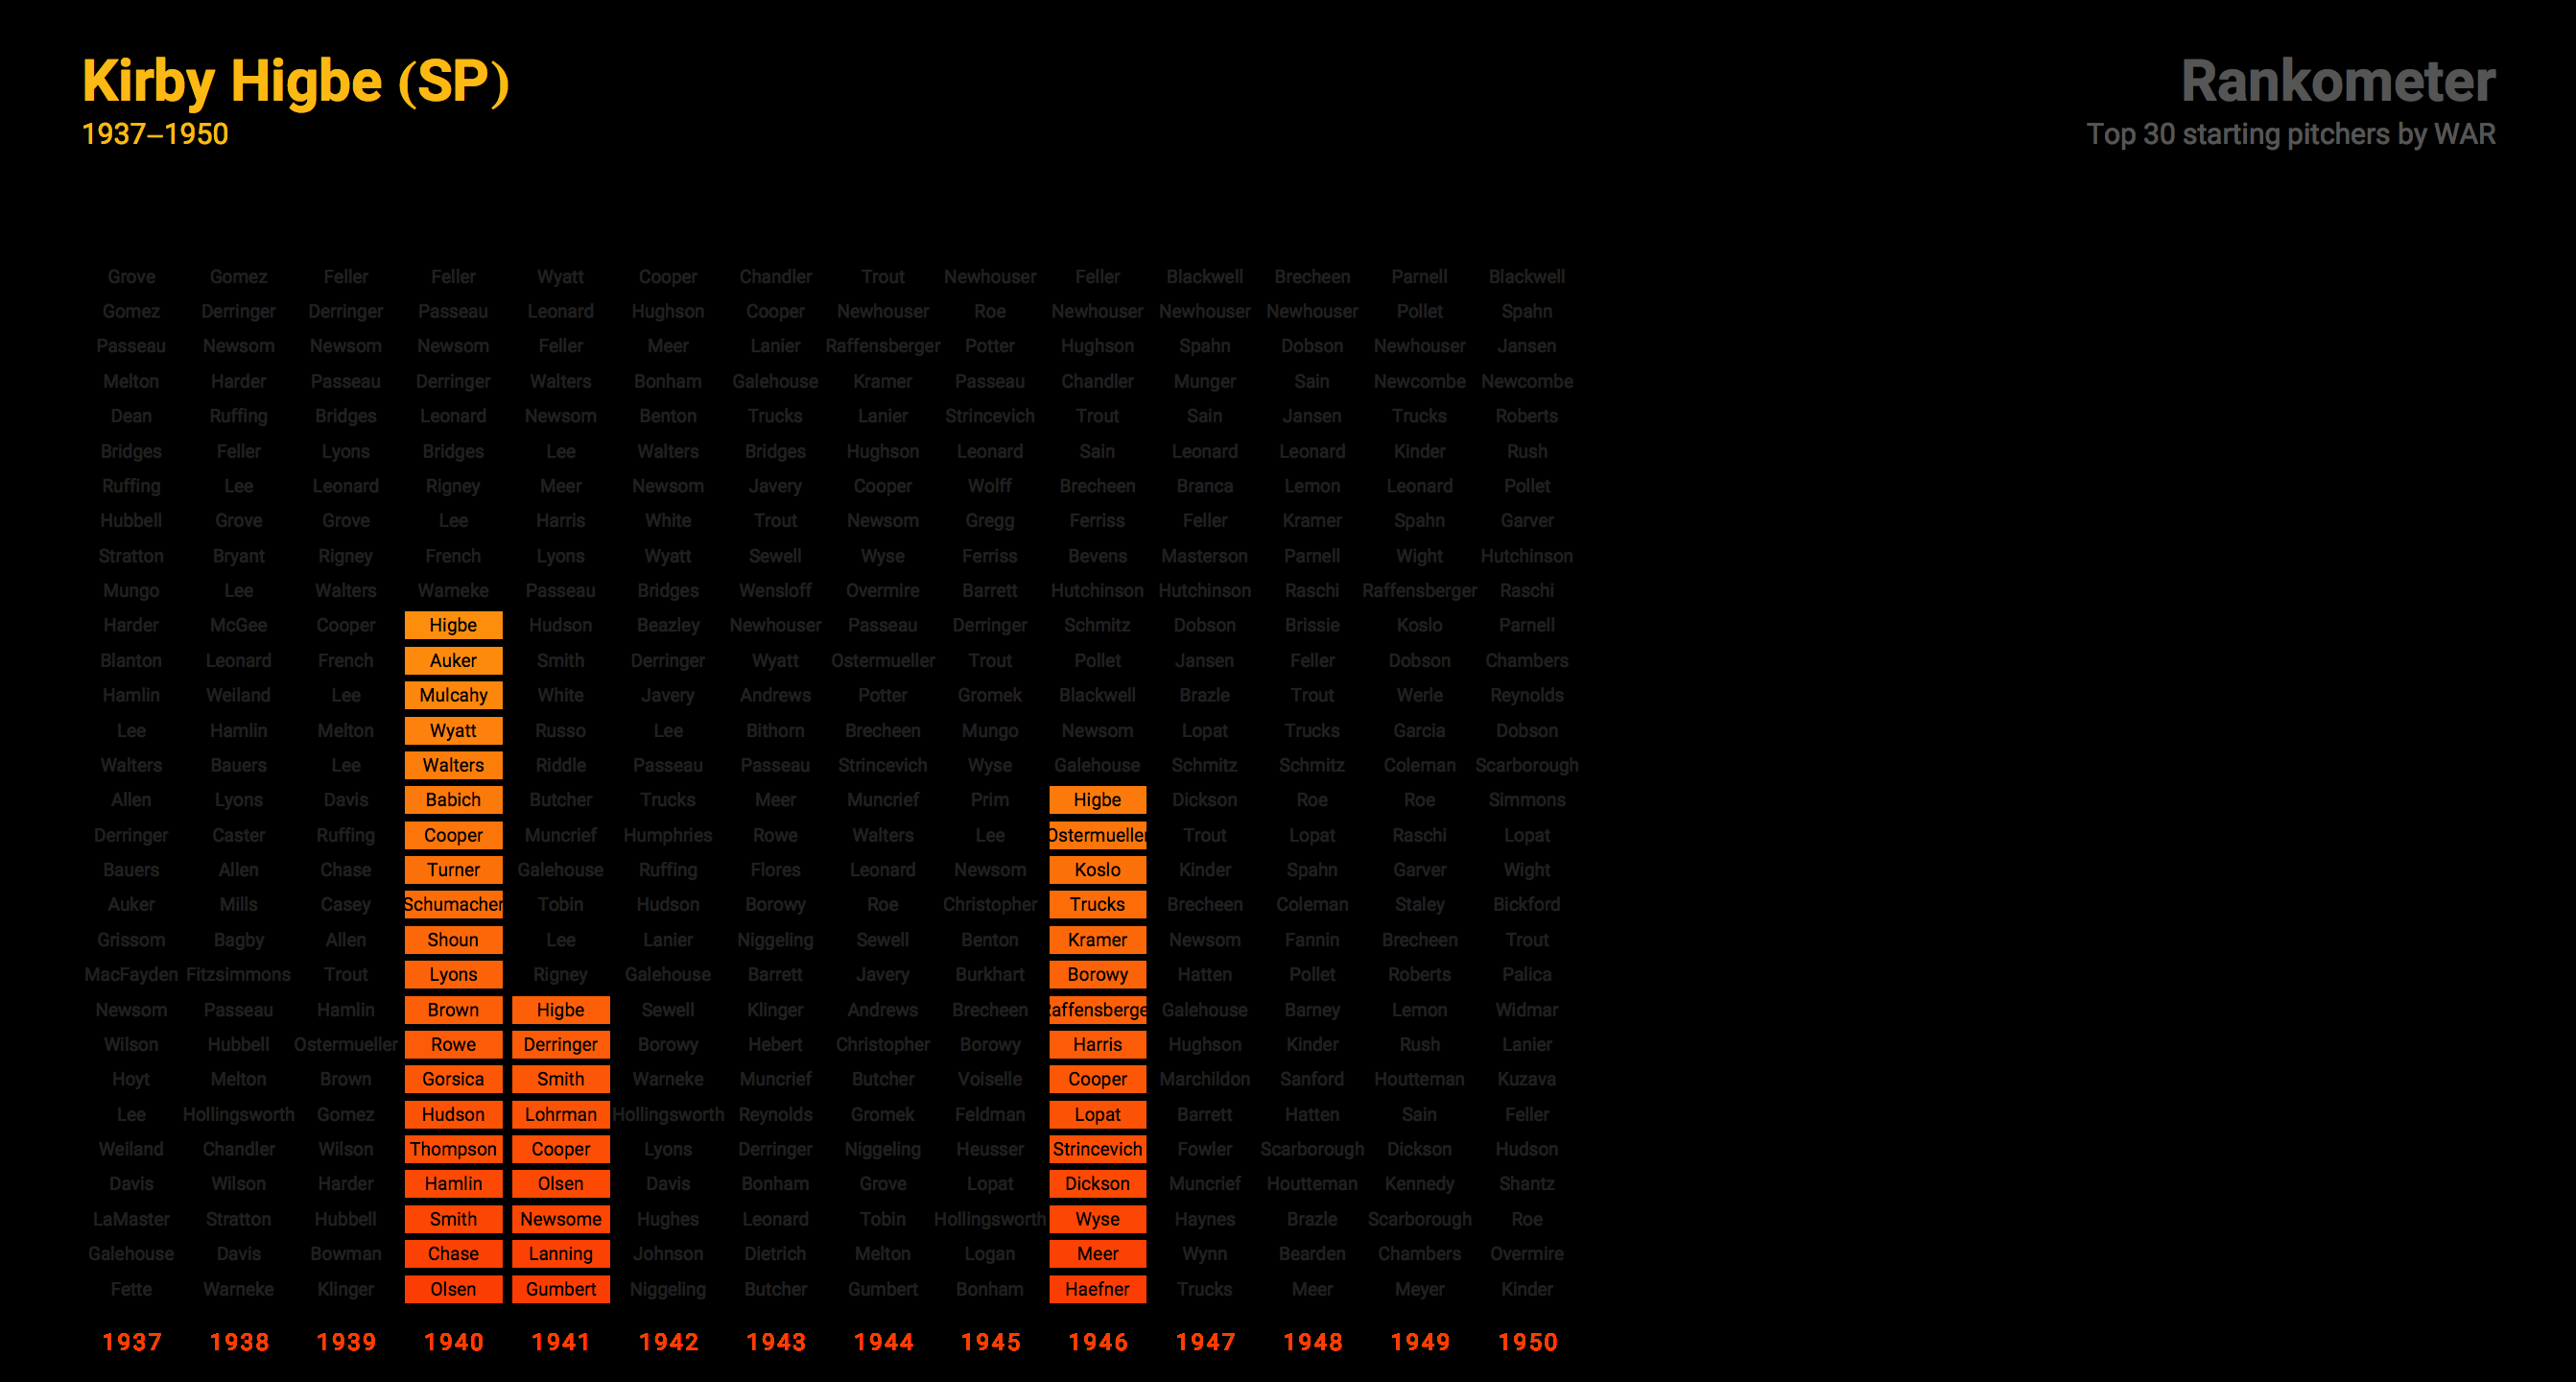 Kirby Higbe (SP)
1937–1950
Rankometer
Top 30 starting pitchers by WAR
Grove Gomez Feller Feller Wyatt Cooper Chandler Trout Newhouser Feller Blackwell Brecheen Parnell Blackwell
Gomez Derringer Derringer Passeau Leonard Hughson Cooper Newhouser Roe Newhouser Newhouser Newhouser Pollet Spahn
Passeau Newsom Newsom Newsom Feller Meer Lanier Raffensberger Potter Hughson Spahn Dobson Newhouser Jansen
Melton Harder Passeau Derringer Walters Bonham Galehouse Kramer Passeau Chandler Munger Sain Newcombe Newcombe
Dean Ruffing Bridges Leonard Newsom Benton Trucks Lanier Strincevich Trout Sain Jansen Trucks Roberts
Bridges Feller Lyons Bridges Lee Walters Bridges Hughson Leonard Sain Leonard Leonard Kinder Rush
Ruffing Lee Leonard Rigney Meer Newsom Javery Cooper Wolff Brecheen Branca Lemon Leonard Pollet
Hubbell Grove Grove Lee Harris White Trout Newsom Gregg Ferriss Feller Kramer Spahn Garver
Stratton Bryant Rigney French Lyons Wyatt Sewell Wyse Ferriss Bevens Masterson Parnell Wight Hutchinson
Mungo Lee Walters Warneke Passeau Bridges Wensloff Overmire Barrett Hutchinson Hutchinson Raschi Raffensberger Raschi
Harder McGee Cooper Higbe Hudson Beazley Newhouser Passeau Derringer Schmitz Dobson Brissie Koslo Parnell
Blanton Leonard French Auker Smith Derringer Wyatt Ostermueller Trout Pollet Jansen Feller Dobson Chambers
Hamlin Weiland Lee Mulcahy White Javery Andrews Potter Gromek Blackwell Brazle Trout Werle Reynolds
Lee Hamlin Melton Wyatt Russo Lee Bithorn Brecheen Mungo Newsom Lopat Trucks Garcia Dobson
Walters Bauers Lee Walters Riddle Passeau Passeau Strincevich Wyse Galehouse Schmitz Schmitz Coleman Scarborough
Allen Lyons Davis Babich Butcher Trucks Meer Muncrief Prim Higbe Dickson Roe Roe Simmons
Derringer Caster Ruffing Cooper Muncrief Humphries Rowe Walters Lee Ostermueller Trout Lopat Raschi Lopat
Bauers Allen Chase Turner Galehouse Ruffing Flores Leonard Newsom Koslo Kinder Spahn Garver Wight
Auker Mills Casey Schumacher Tobin Hudson Borowy Roe Christopher Trucks Brecheen Coleman Staley Bickford
Grissom Bagby Allen Shoun Lee Lanier Niggeling Sewell Benton Kramer Newsom Fannin Brecheen Trout
MacFayden Fitzsimmons Trout Lyons Rigney Galehouse Barrett Javery Burkhart Borowy Hatten Pollet Roberts Palica
Newsom Passeau Hamlin Brown Higbe Sewell Klinger Andrews Brecheen affensberge Galehouse Barney Lemon Widmar
Wilson Hubbell Ostermueller Rowe Derringer Borowy Hebert Christopher Borowy Harris Hughson Kinder Rush Lanier
Hoyt Melton Brown Gorsica Smith Warneke Muncrief Butcher Voiselle Cooper Marchildon Sanford Houtteman Kuzava
Lee Hollingsworth Gomez Hudson Lohrman Hollingsworth Reynolds Gromek Feldman Lopat Barrett Hatten Sain Feller
Weiland Chandler Wilson Thompson Cooper Lyons Derringer Niggeling Heusser Strincevich Fowler Scarborough Dickson Hudson
Davis Wilson Harder Hamlin Olsen Davis Bonham Grove Lopat Dickson Muncrief Houtteman Kennedy Shantz
LaMaster Stratton Hubbell Smith Newsome Hughes Leonard Tobin Hollingsworth Wyse Haynes Brazle Scarborough Roe
Galehouse Davis Bowman Chase Lanning Johnson Dietrich Melton Logan Meer Wynn Bearden Chambers Overmire
Fette Warneke Klinger Olsen Gumbert Niggeling Butcher Gumbert Bonham Haefner Trucks Meer Meyer Kinder
1937 1938 1939 1940 1941 1942 1943 1944 1945 1946 1947 1948 1949 1950